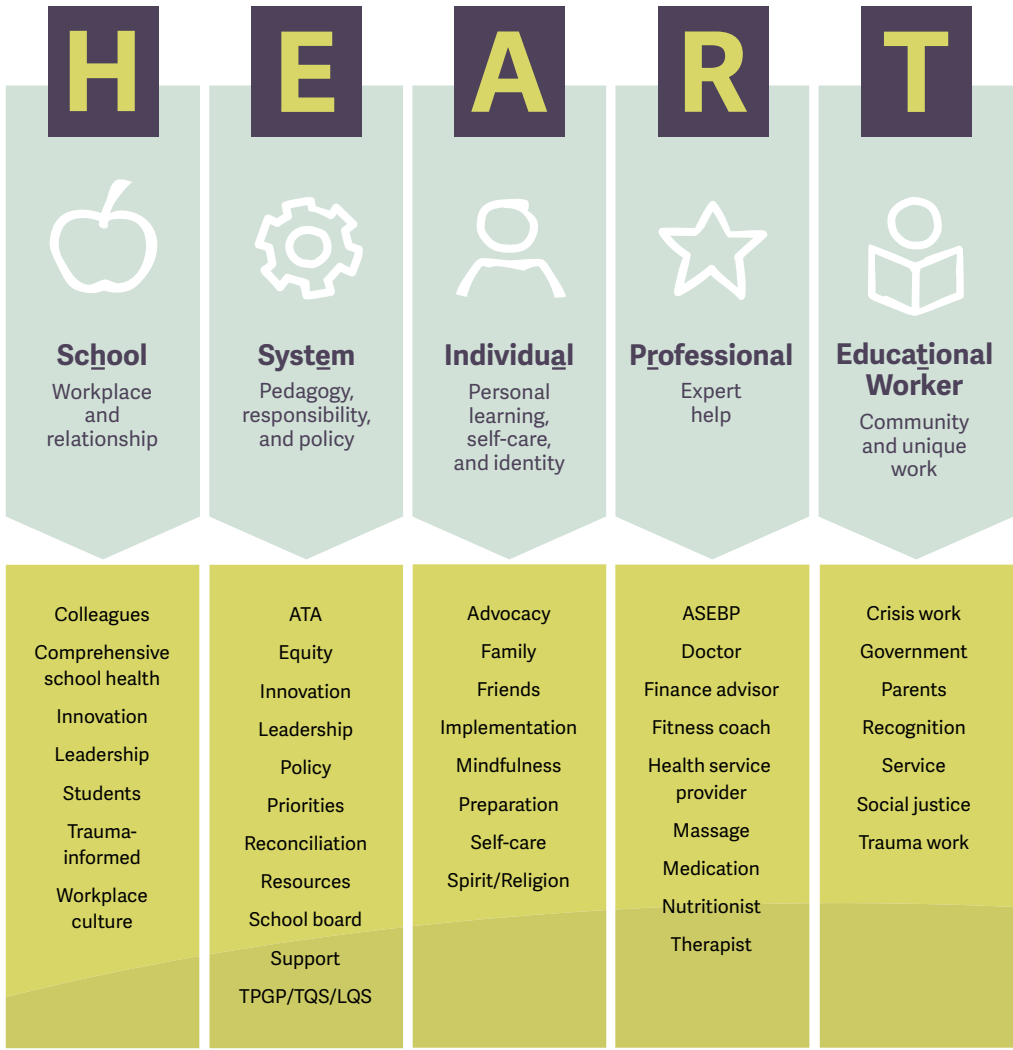 H
School
Workplace
and
relationship
Colleagues
Comprehensive
school health
Innovation
Leadership
Students
Trauma-
informed
Workplace
culture
E
System
Pedagogy,
responsibility,
and policy
ATA
Equity
Innovation
Leadership
Policy
Priorities
Reconciliation
Resources
School board
Support
TPGP/TQS/LQS
A
Individual
Personal
learning,
self-care,
and identity
Advocacy
Family
Friends
Implementation
Mindfulness
Preparation
Self-care
Spirit/Religion
R
Professional
Expert
help
ASEBP
Doctor
Finance advisor
Fitness coach
Health service
provider
Massage
Medication
Nutritionist
Therapist
T
Educational
Worker
Community
and unique
work
Crisis work
Government
Parents
Recognition
Service
Social justice
Trauma work